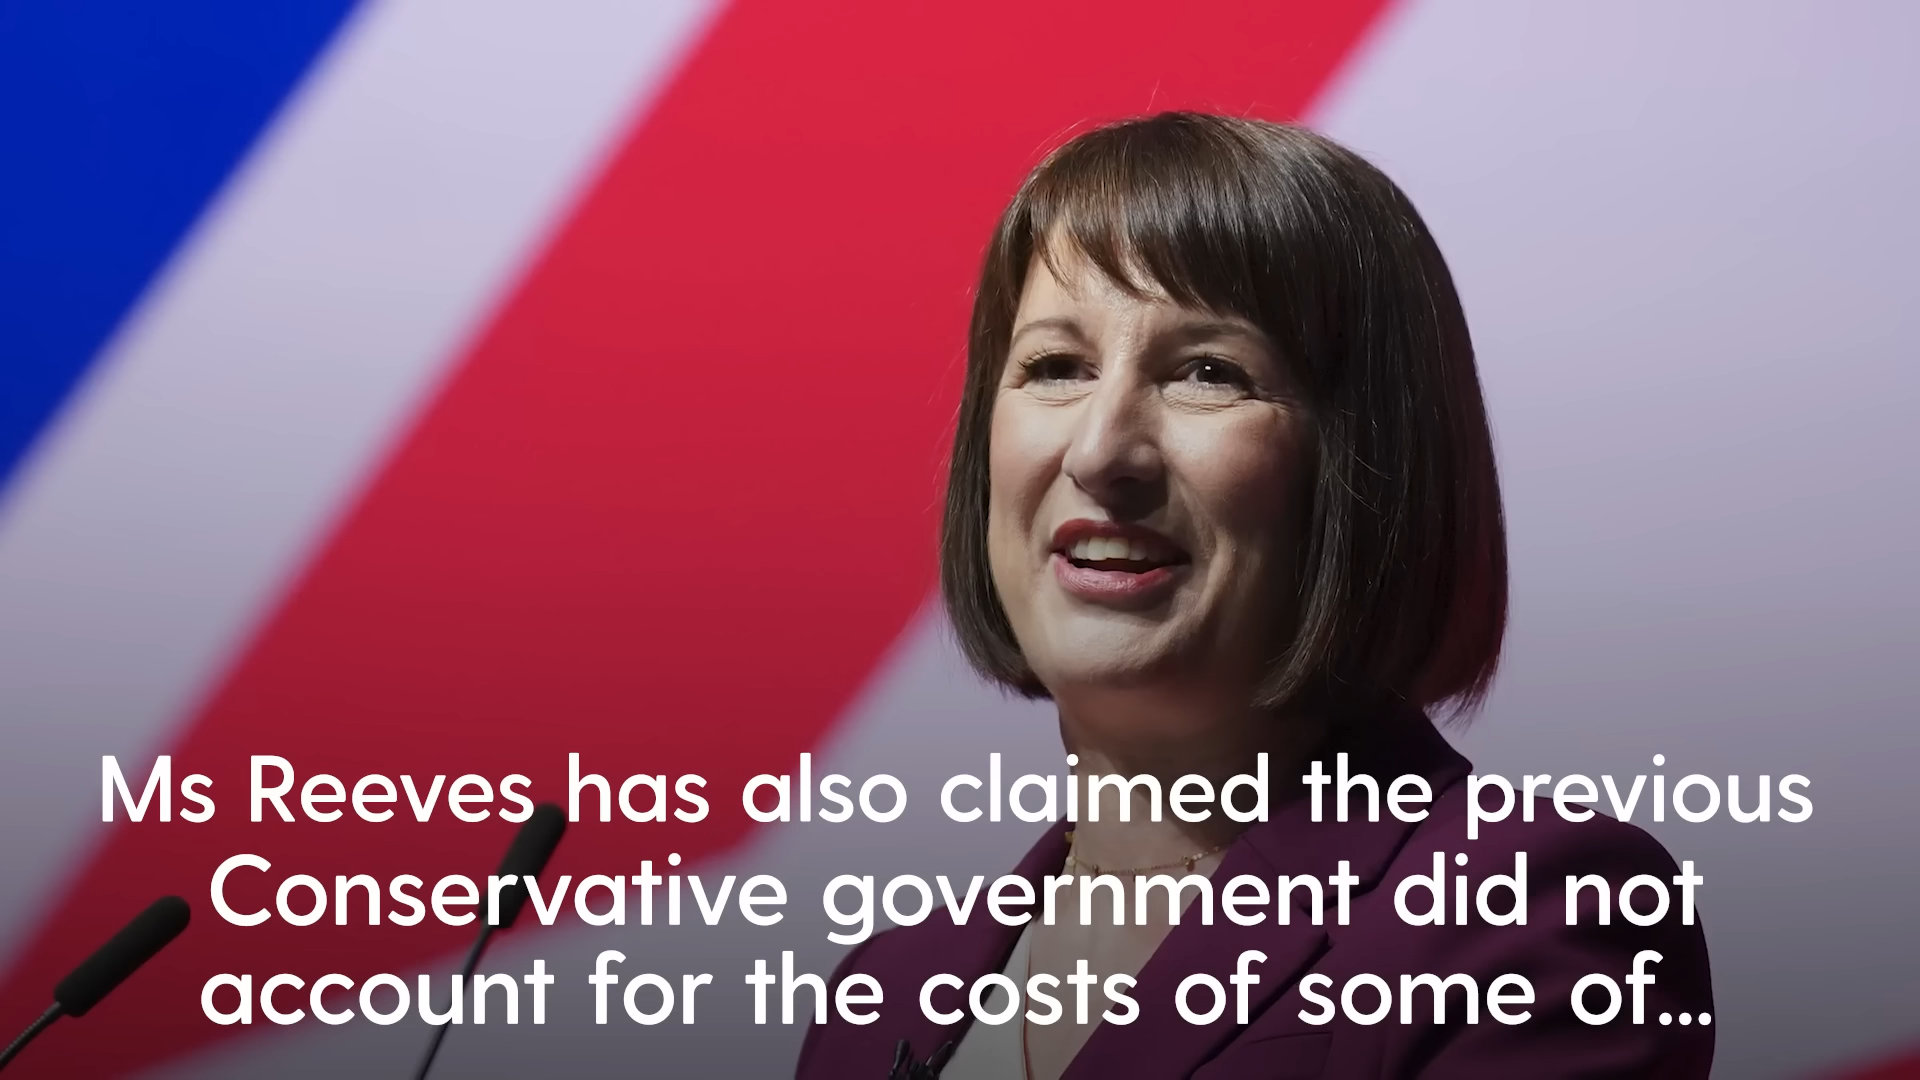 Ms Reeves has also claimed the previous
Conservative government did not
account for the costs of some of...